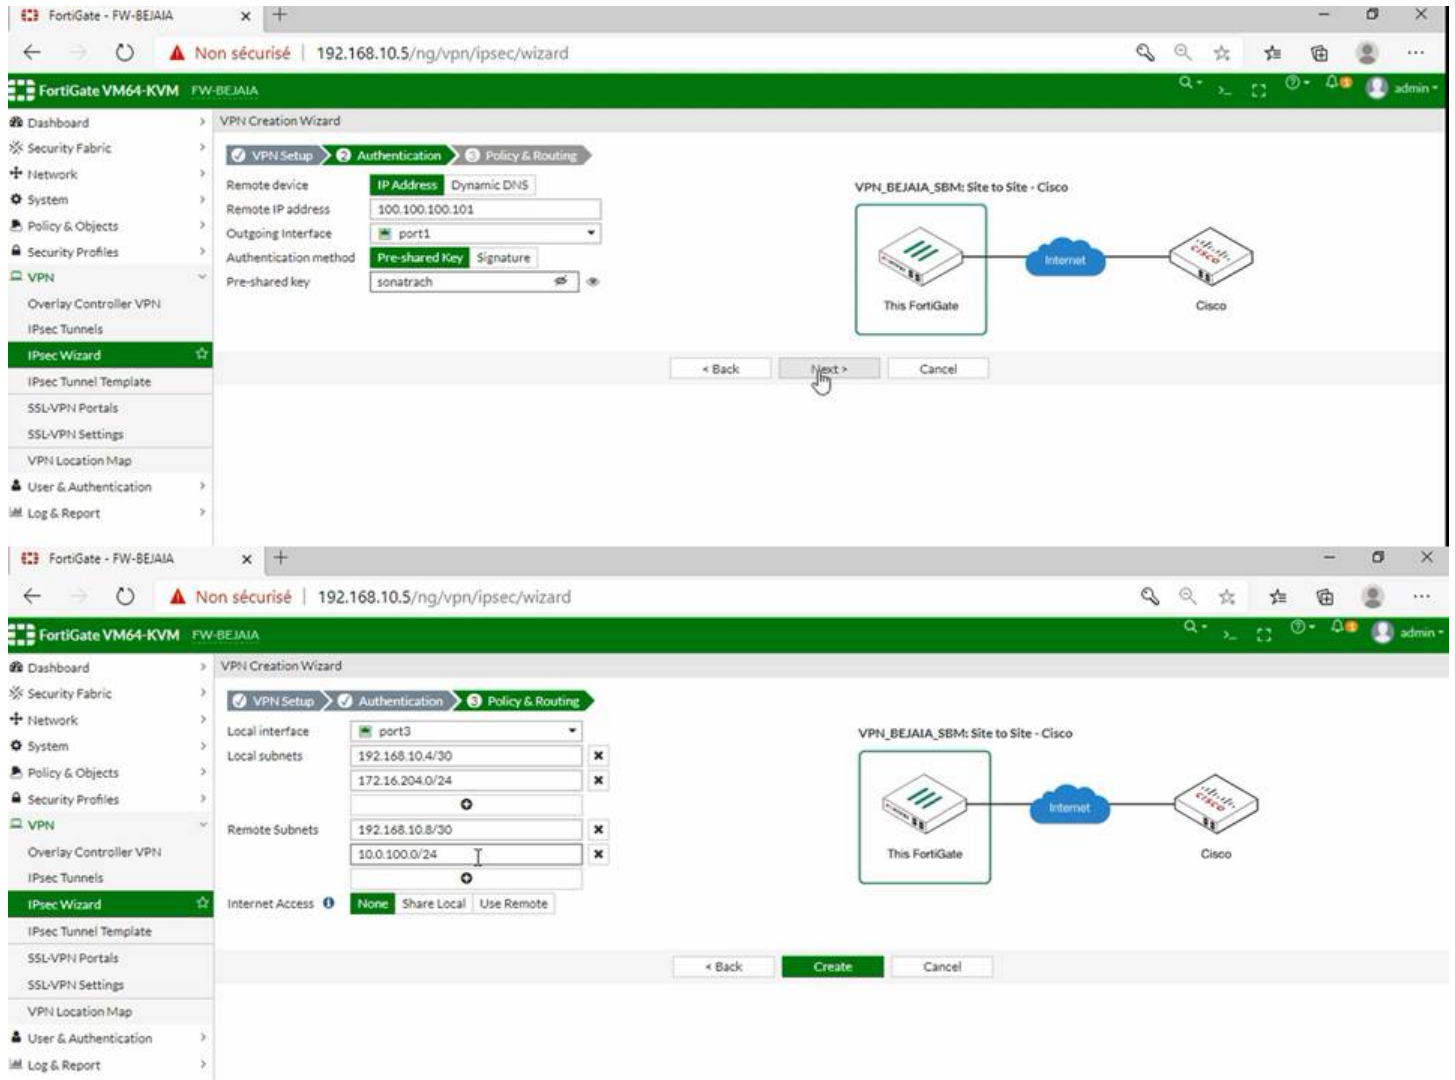 FortiGate - FW-BEJAIA
Non sécurisé | 192.168.10.5/ng/vpn/ipsec/wizard
FortiGate VM64-KVM FW-BEJAIA
1
admin
Dashboard
Security Fabric
Network
System
Policy & Objects
Security Profiles
VPN
Overlay Controller VPN
IPsec Tunnels
IPsec Wizard
IPsec Tunnel Template
SSL-VPN Portals
SSL-VPN Settings
VPN Location Map
User & Authentication
Log & Report
VPN Creation Wizard
VPN Setup 2 Authentication 3 Policy & Routing
Remote device IP Address Dynamic DNS
Remote IP address 100.100.100.101
Outgoing Interface port1
Authentication method Pre-shared Key Signature
Pre-shared key sonatrach
VPN_BEJAIA_SBM: Site to Site - Cisco
Internet
cisco
This FortiGate Cisco
< Back Next > Cancel
FortiGate - FW-BEJAIA
Non sécurisé | 192.168.10.5/ng/vpn/ipsec/wizard
FortiGate VM64-KVM FW-BEJAIA
1
admin
Dashboard
Security Fabric
Network
System
Policy & Objects
Security Profiles
VPN
Overlay Controller VPN
IPsec Tunnels
IPsec Wizard
IPsec Tunnel Template
SSL-VPN Portals
SSL-VPN Settings
VPN Location Map
User & Authentication
Log & Report
VPN Creation Wizard
VPN Setup Authentication 3 Policy & Routing
Local interface port3
Local subnets 192.168.10.4/30
172.16.204.0/24
Remote Subnets 192.168.10.8/30
10.0.100.0/24
Internet Access None Share Local Use Remote
VPN_BEJAIA_SBM: Site to Site - Cisco
Internet
cisco
This FortiGate Cisco
< Back Create Cancel